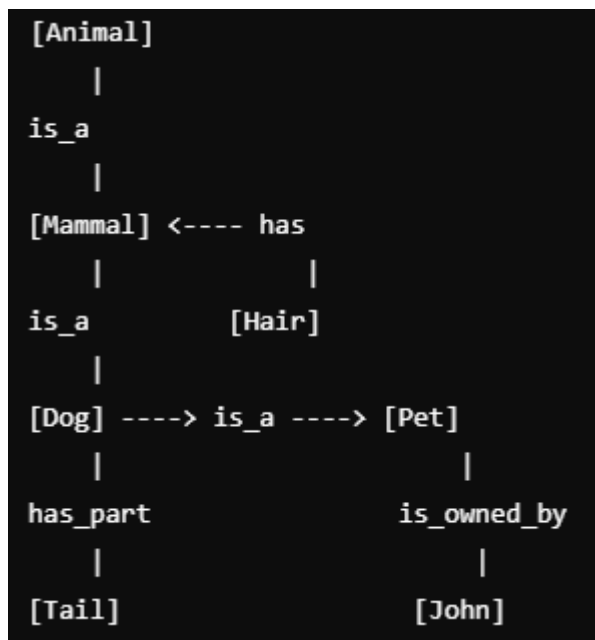 [Animal]
|
is_a
|
[Mammal] <---- has
| |
is_a [Hair]
|
[Dog] ----> is_a ----> [Pet]
| |
has_part is_owned_by
| |
[Tail] [John]